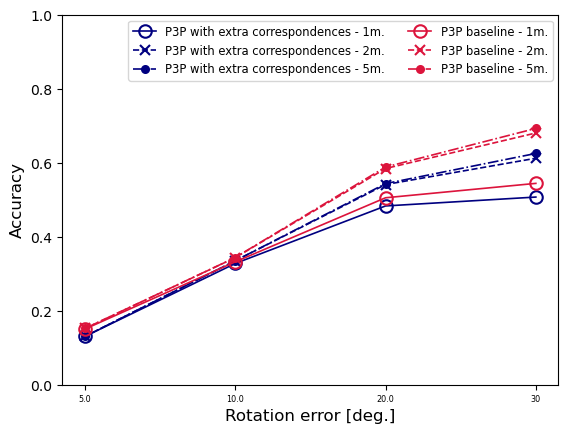 P3P with extra correspondences - 1m.
P3P with extra correspondences - 2m.
P3P with extra correspondences - 5m.
P3P baseline - 1m.
P3P baseline - 2m.
P3P baseline - 5m.
1.0
0.8
0.6
0.4
0.2
0.0
Accuracy
5.0 10.0 20.0 30
Rotation error [deg.]